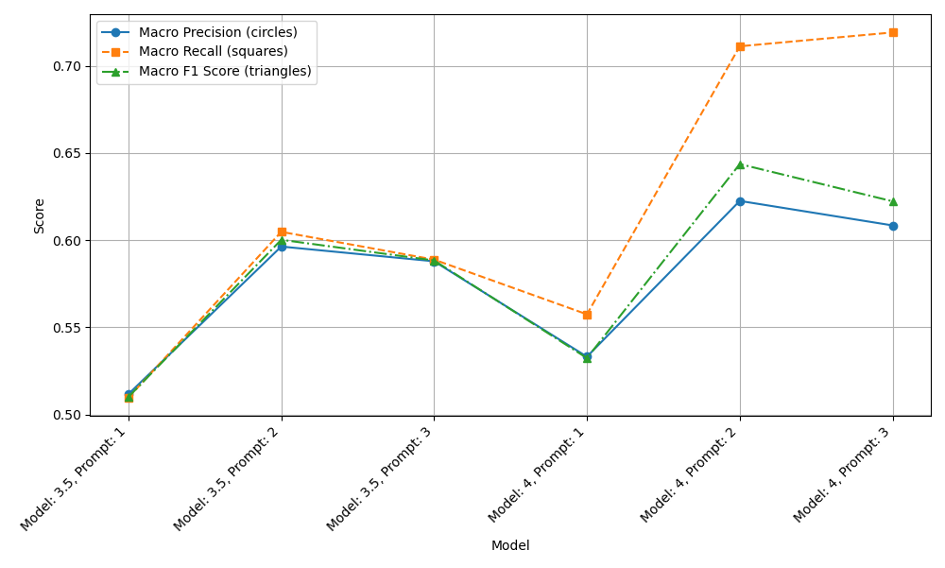 Macro Precision (circles)
Macro Recall (squares)
Macro F1 Score (triangles)
0.70
0.65
0.60
0.55
0.50
Score
Model: 3.5, Prompt: 1
Model: 3.5, Prompt: 2
Model: 3.5, Prompt: 3
Model: 4, Prompt: 1
Model: 4, Prompt: 2
Model: 4, Prompt: 3
Model